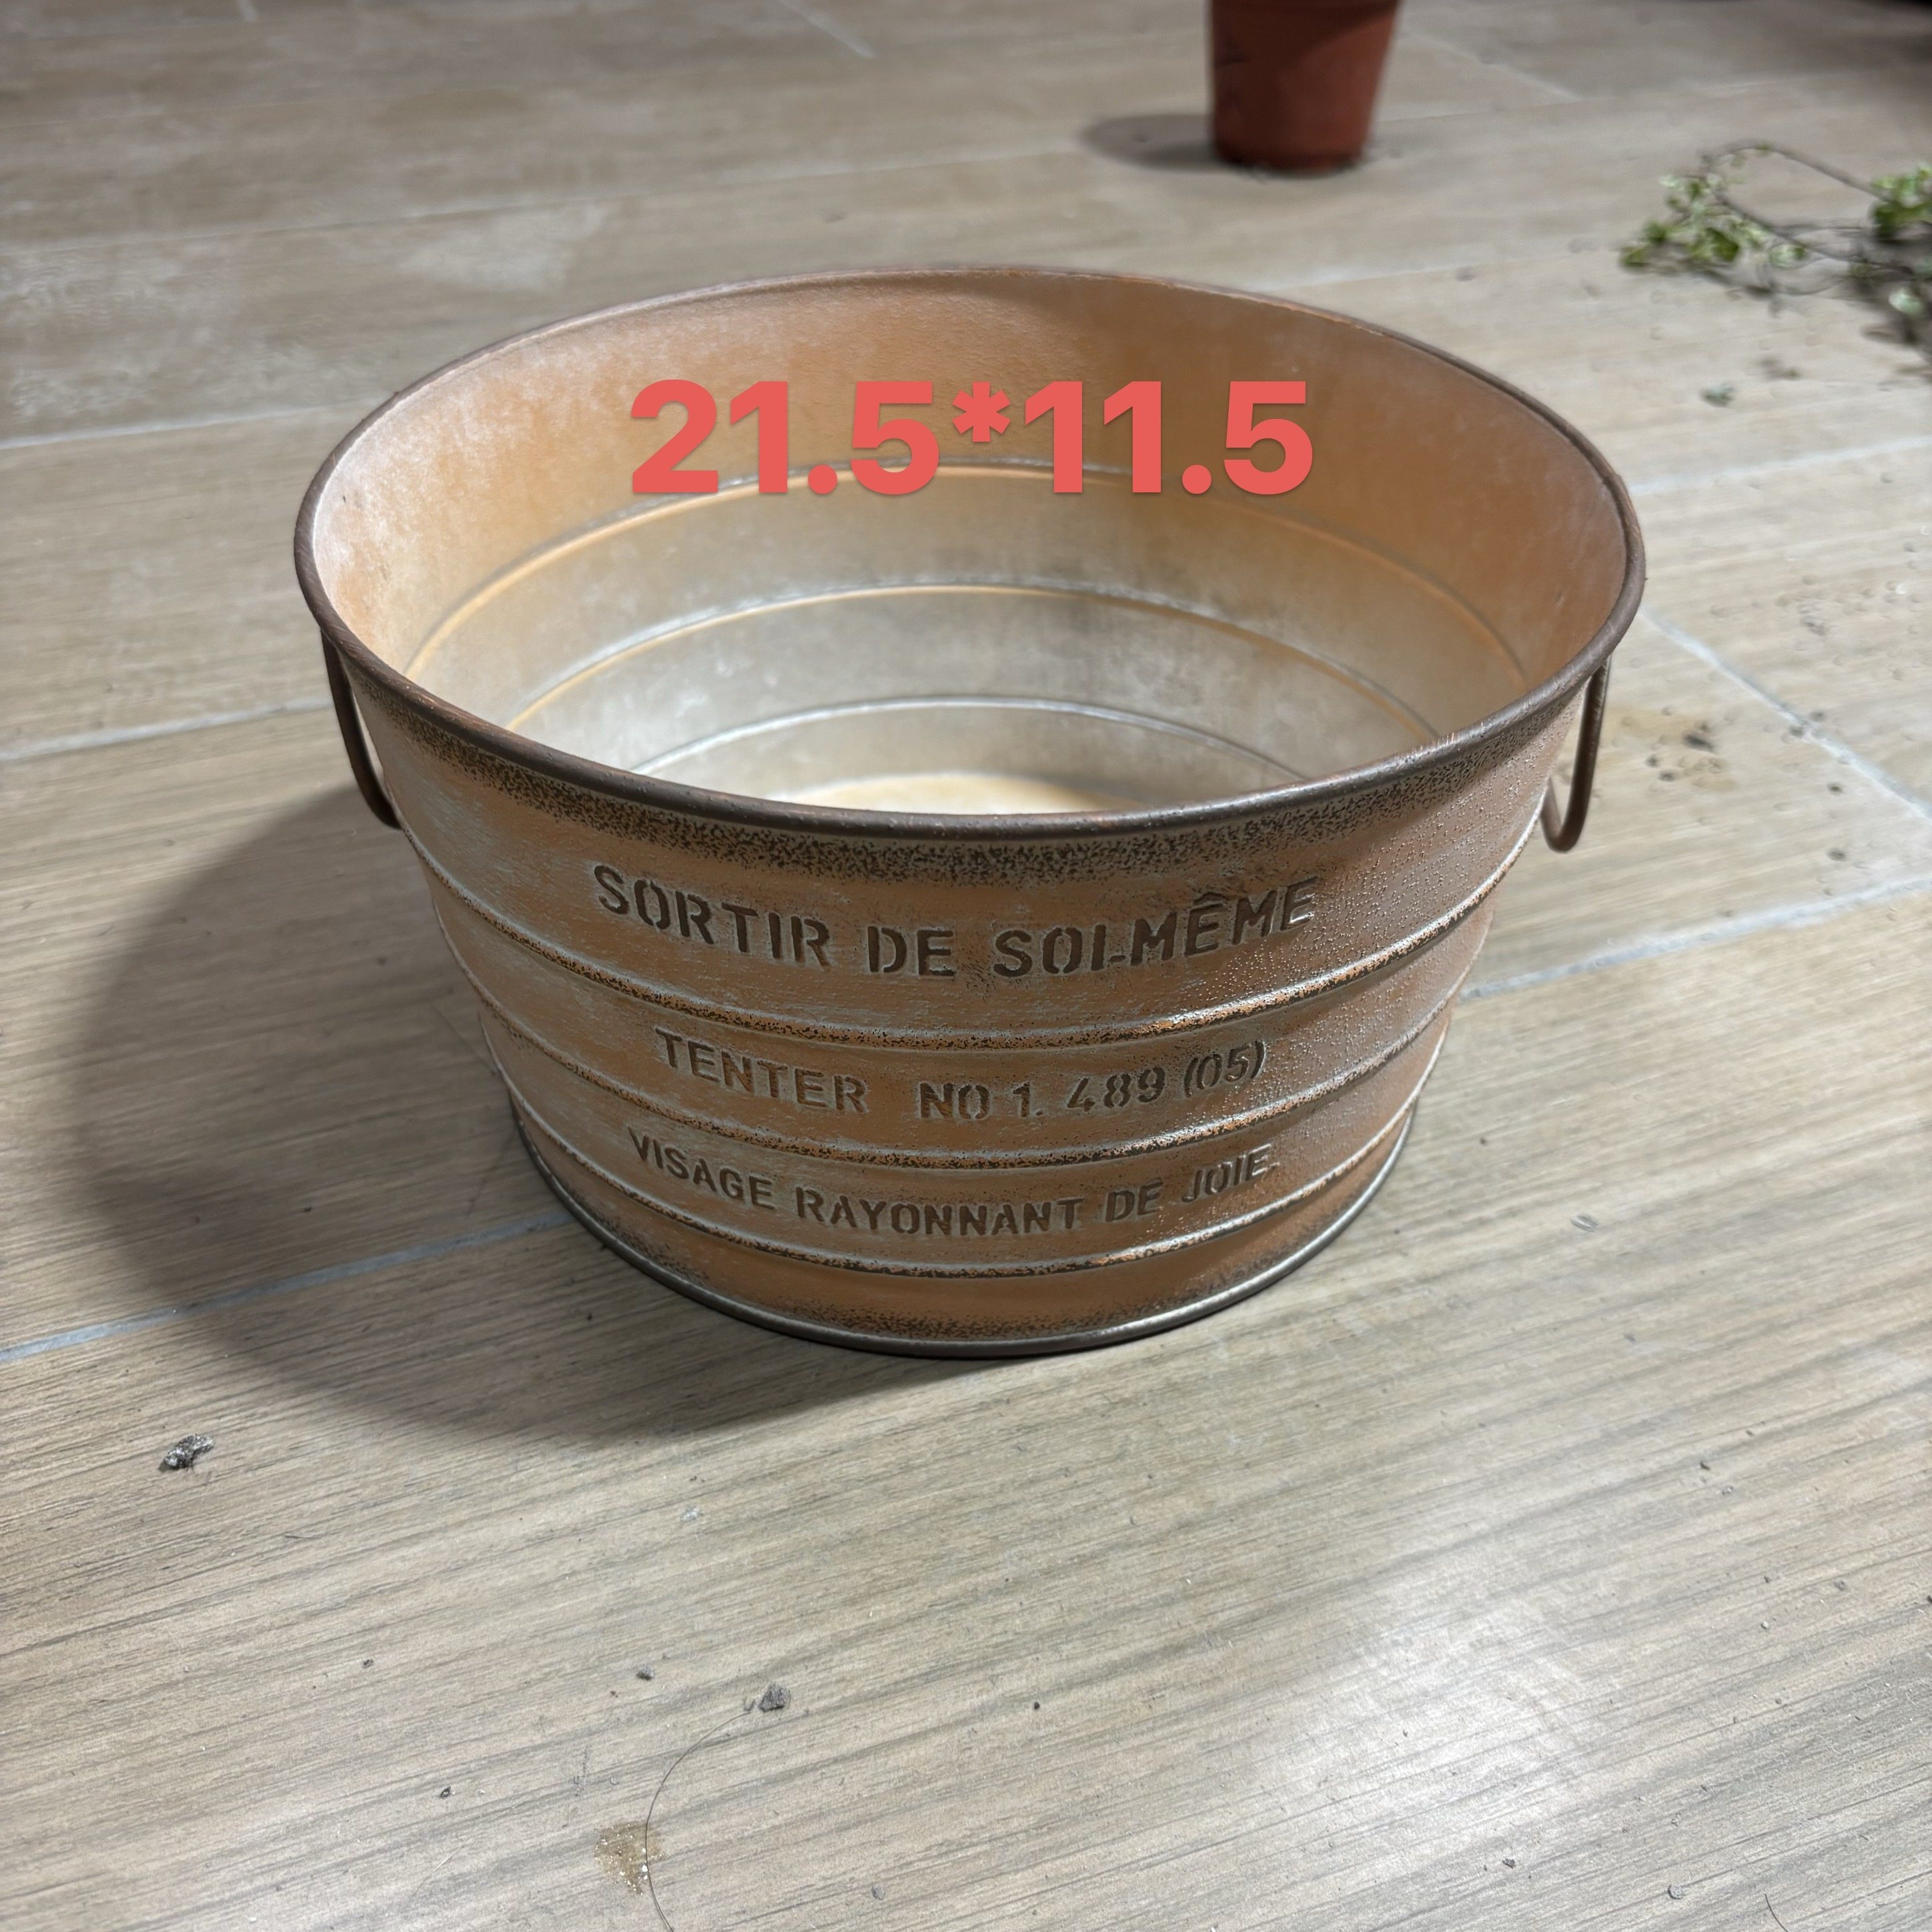 21.5*11.5
SORTIR DE SOI-MÊME
TENTER NO 1. 489 (05)
VISAGE RAYONNANT DE JOIE.